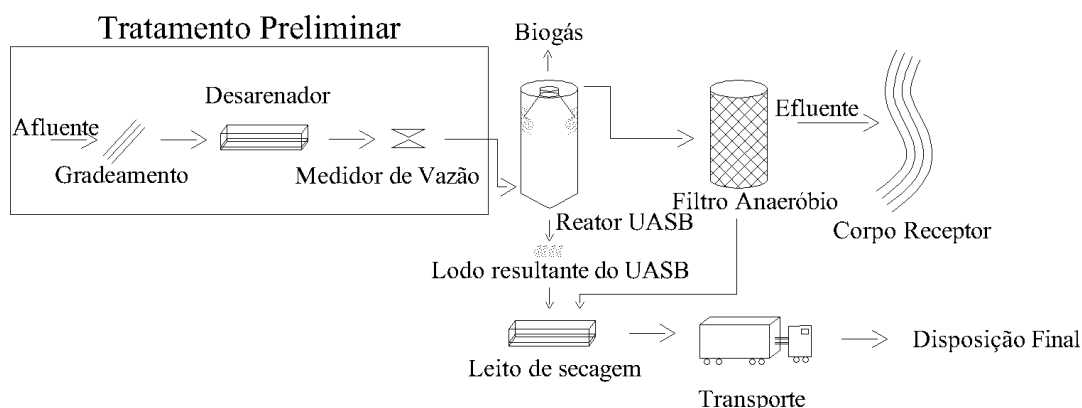 Tratamento Preliminar
Biogás
Desarenador
Afluente
Efluente
Gradeamento
Medidor de Vazão
Filtro Anaeróbio
Reator UASB
Corpo Receptor
Lodo resultante do UASB
Disposição Final
Leito de secagem
Transporte